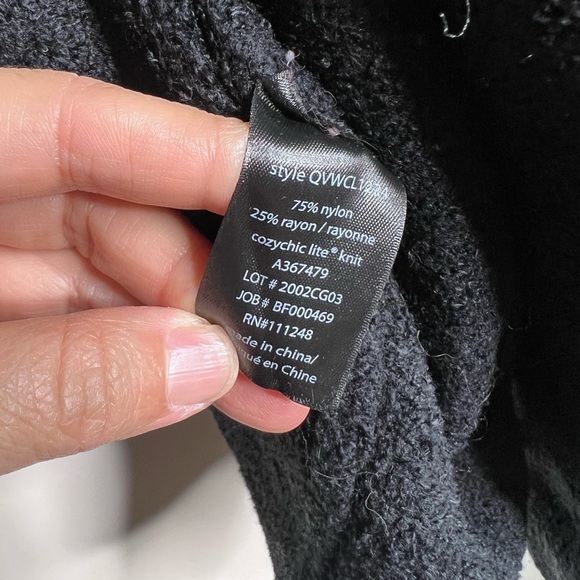 style
75% nylon
25% rayon / rayonne
cozychic lite® knit
A367479
LOT # 2002CG03
JOB # BF000469
RN#111248
made in china/
en Chine